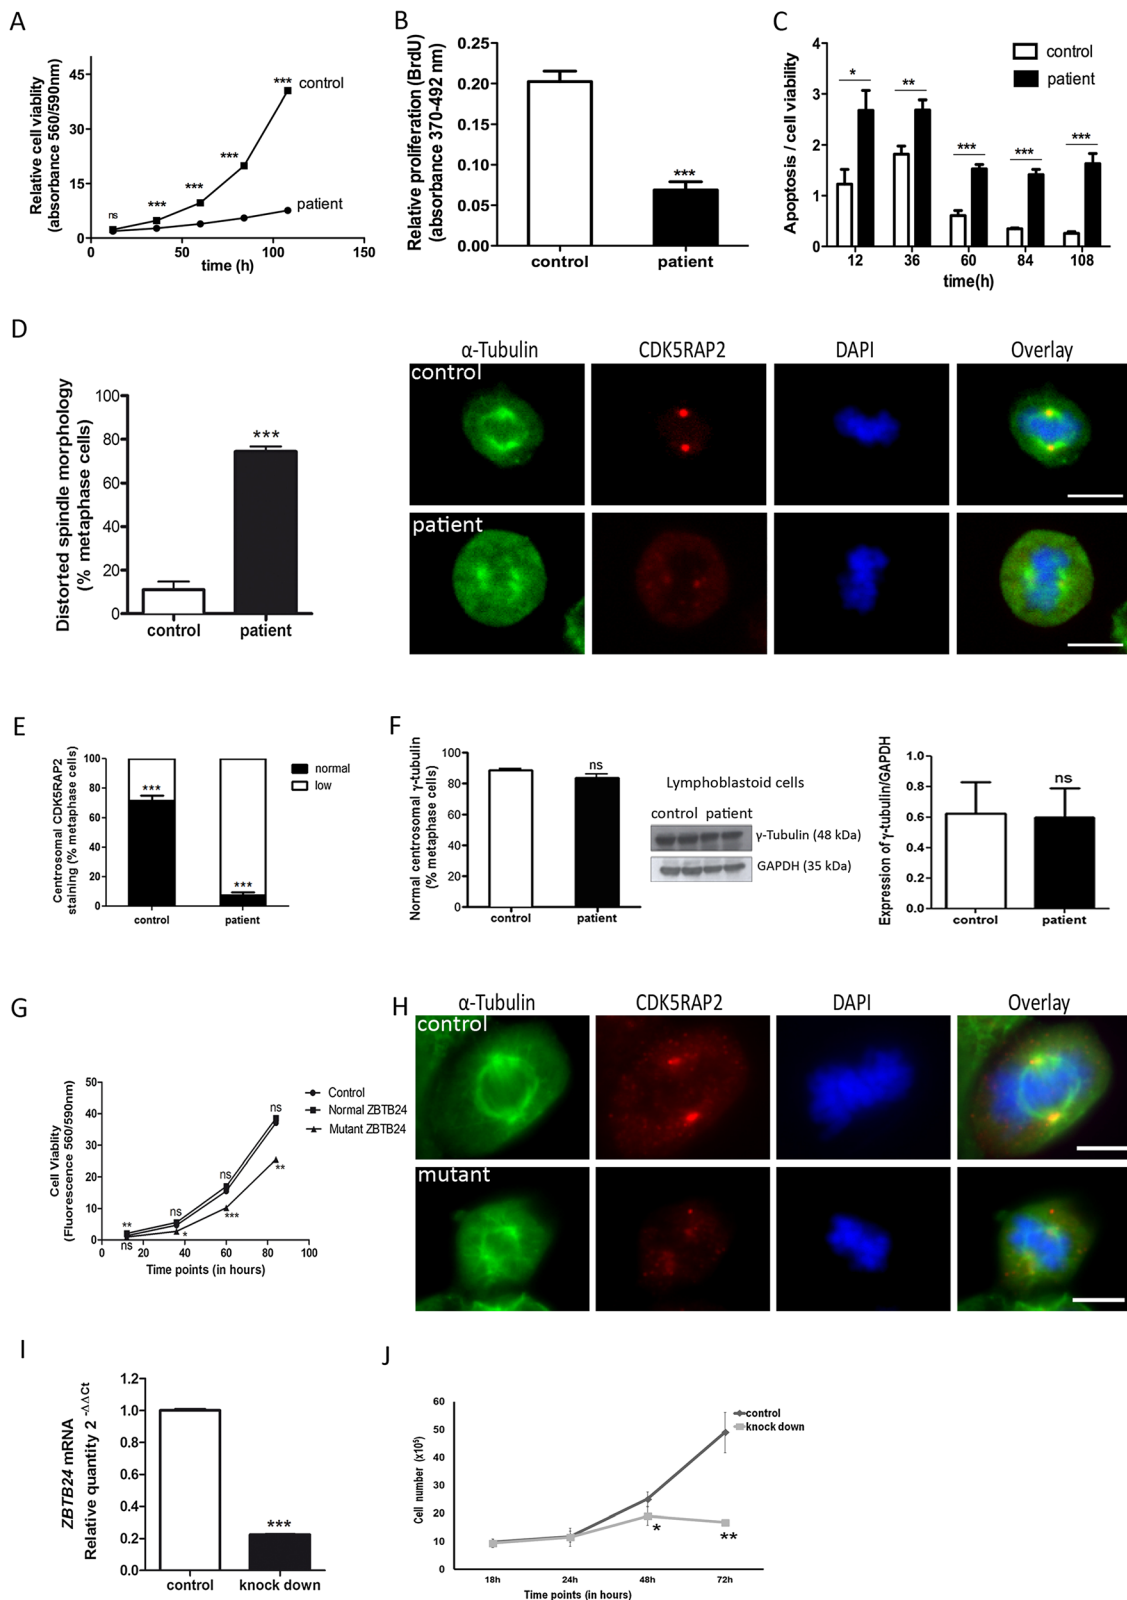 A
Relative cell viablity
(absorbance 560/590nm)
45
30
15
0
0
50
100
150
time (h)
ns
***
***
***
***
control
patient
B
Relative proliferation (BrdU)
(absorbance 370-492 nm)
0.25
0.20
0.15
0.10
0.05
0.00
***
control
patient
C
Apoptosis / cell viability
4
3
2
1
0
*
**
***
***
***
control
patient
12
36
60
84
108
time(h)
D
Distorted spindle morphology
(% metaphase cells)
100
80
60
40
20
0
***
control
patient
α-Tubulin
CDK5RAP2
DAPI
Overlay
control
patient
E
Centrosomal CDK5RAP2
staining (% metaphase cells)
100
80
60
40
20
0
***
***
control
patient
normal
low
F
Normal centrosomal γ-tubulin
(% metaphase cells)
100
80
60
40
20
0
ns
control
patient
Lymphoblastoid cells
control patient
γ-Tubulin (48 kDa)
GAPDH (35 kDa)
Expression of γ-tubulin/GAPDH
1.0
0.8
0.6
0.4
0.2
0.0
ns
control
patient
G
Cell Viability
(Fluorescence 560/590nm)
50
40
30
20
10
0
0
20
40
60
80
100
Time points (in hours)
**
ns
ns
*
ns
***
ns
**
Control
Normal ZBTB24
Mutant ZBTB24
H
α-Tubulin
CDK5RAP2
DAPI
Overlay
control
mutant
I
ZBTB24 mRNA
Relative quantity 2 -ΔΔCt
1.2
1.0
0.8
0.6
0.4
0.2
0.0
***
control
knock down
J
Cell number (x10⁵)
60
50
40
30
20
10
0
18h
24h
48h
72h
Time points (in hours)
*
**
control
knock down